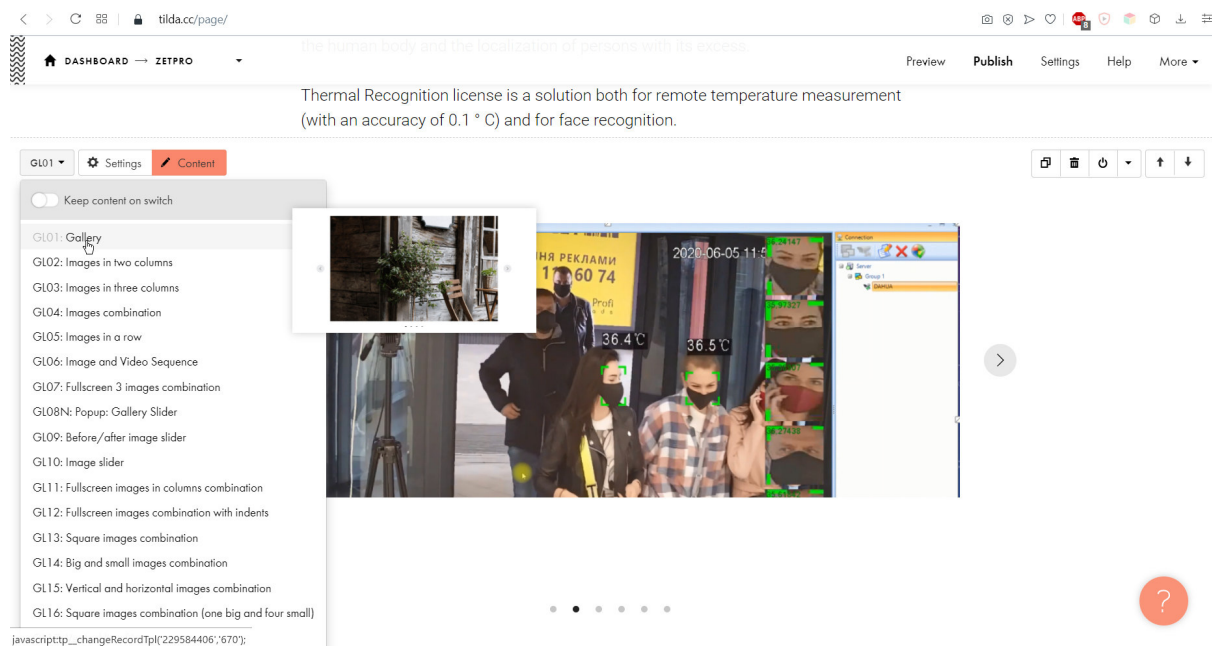 tilda.cc/page/
8
the human body and the localization of persons with its excess.
DASHBOARD → ZETPRO
Preview
Publish
Settings
Help
More
Thermal Recognition license is a solution both for remote temperature measurement
(with an accuracy of 0.1 ° C) and for face recognition.
GL01
Settings
Content
Keep content on switch
GL01: Gallery
GL02: Images in two columns
GL03: Images in three columns
GL04: Images combination
GL05: Images in a row
GL06: Image and Video Sequence
GL07: Fullscreen 3 images combination
GL08N: Popup: Gallery Slider
GL09: Before/after image slider
GL10: Image slider
GL11: Fullscreen images in columns combination
GL12: Fullscreen images combination with indents
GL13: Square images combination
GL14: Big and small images combination
GL15: Vertical and horizontal images combination
GL16: Square images combination (one big and four small)
НЯ РЕКЛАМИ
60 74
Profi
2020-06-05 11:5
36.4℃
36.5℃
Connection
Server
Group 1
DAHUA
?
javascript:tp__changeRecordTpl('229584406','670');